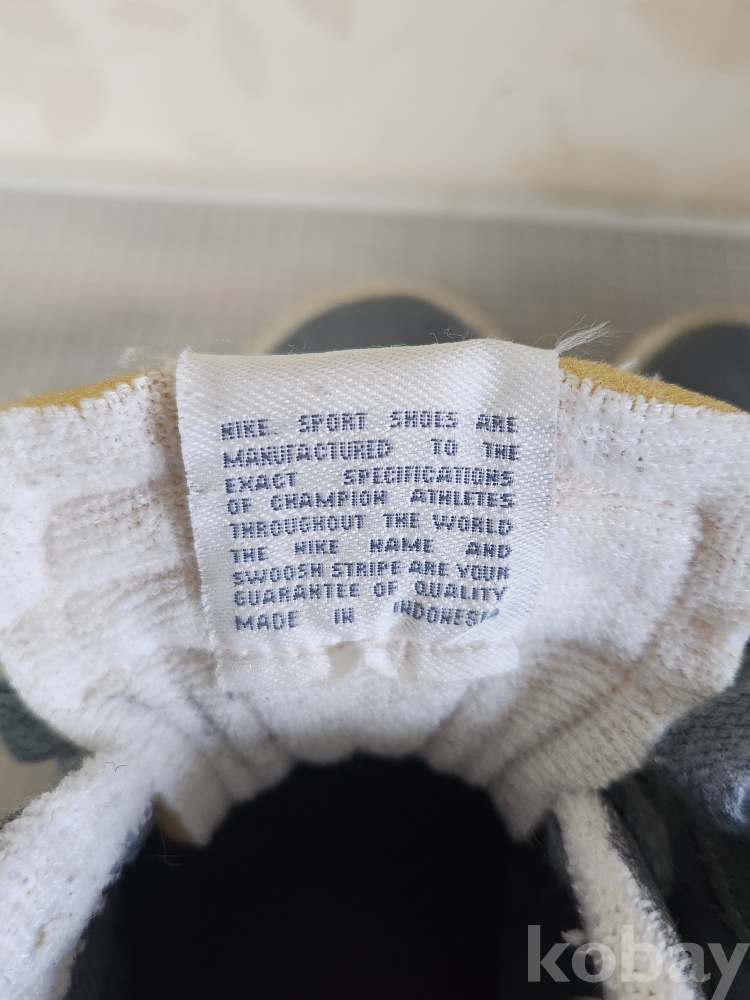 NIKE SPORT SHOES ARE
MANUFACTURED TO THE
EXACT SPECIFICATIONS
OF CHAMPION ATHLETES
THROUGHOUT THE WORLD
THE NIKE NAME AND
SWOOSH STRIPE ARE YOUR
GUARANTEE OF QUALITY
MADE IN INDONESIA
kobay